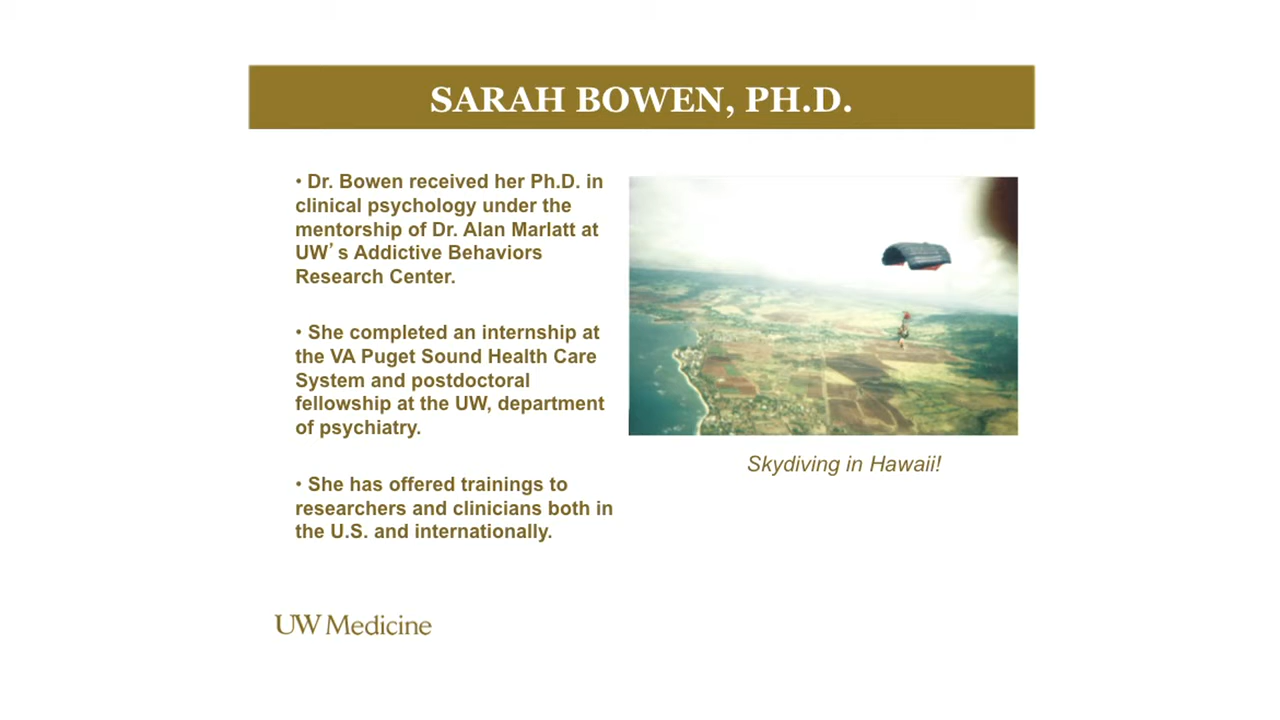 SARAH BOWEN, PH.D.
• Dr. Bowen received her Ph.D. in
clinical psychology under the
mentorship of Dr. Alan Marlatt at
UW’s Addictive Behaviors
Research Center.
• She completed an internship at
the VA Puget Sound Health Care
System and postdoctoral
fellowship at the UW, department
of psychiatry.
• She has offered trainings to
researchers and clinicians both in
the U.S. and internationally.
Skydiving in Hawaii!
UW Medicine